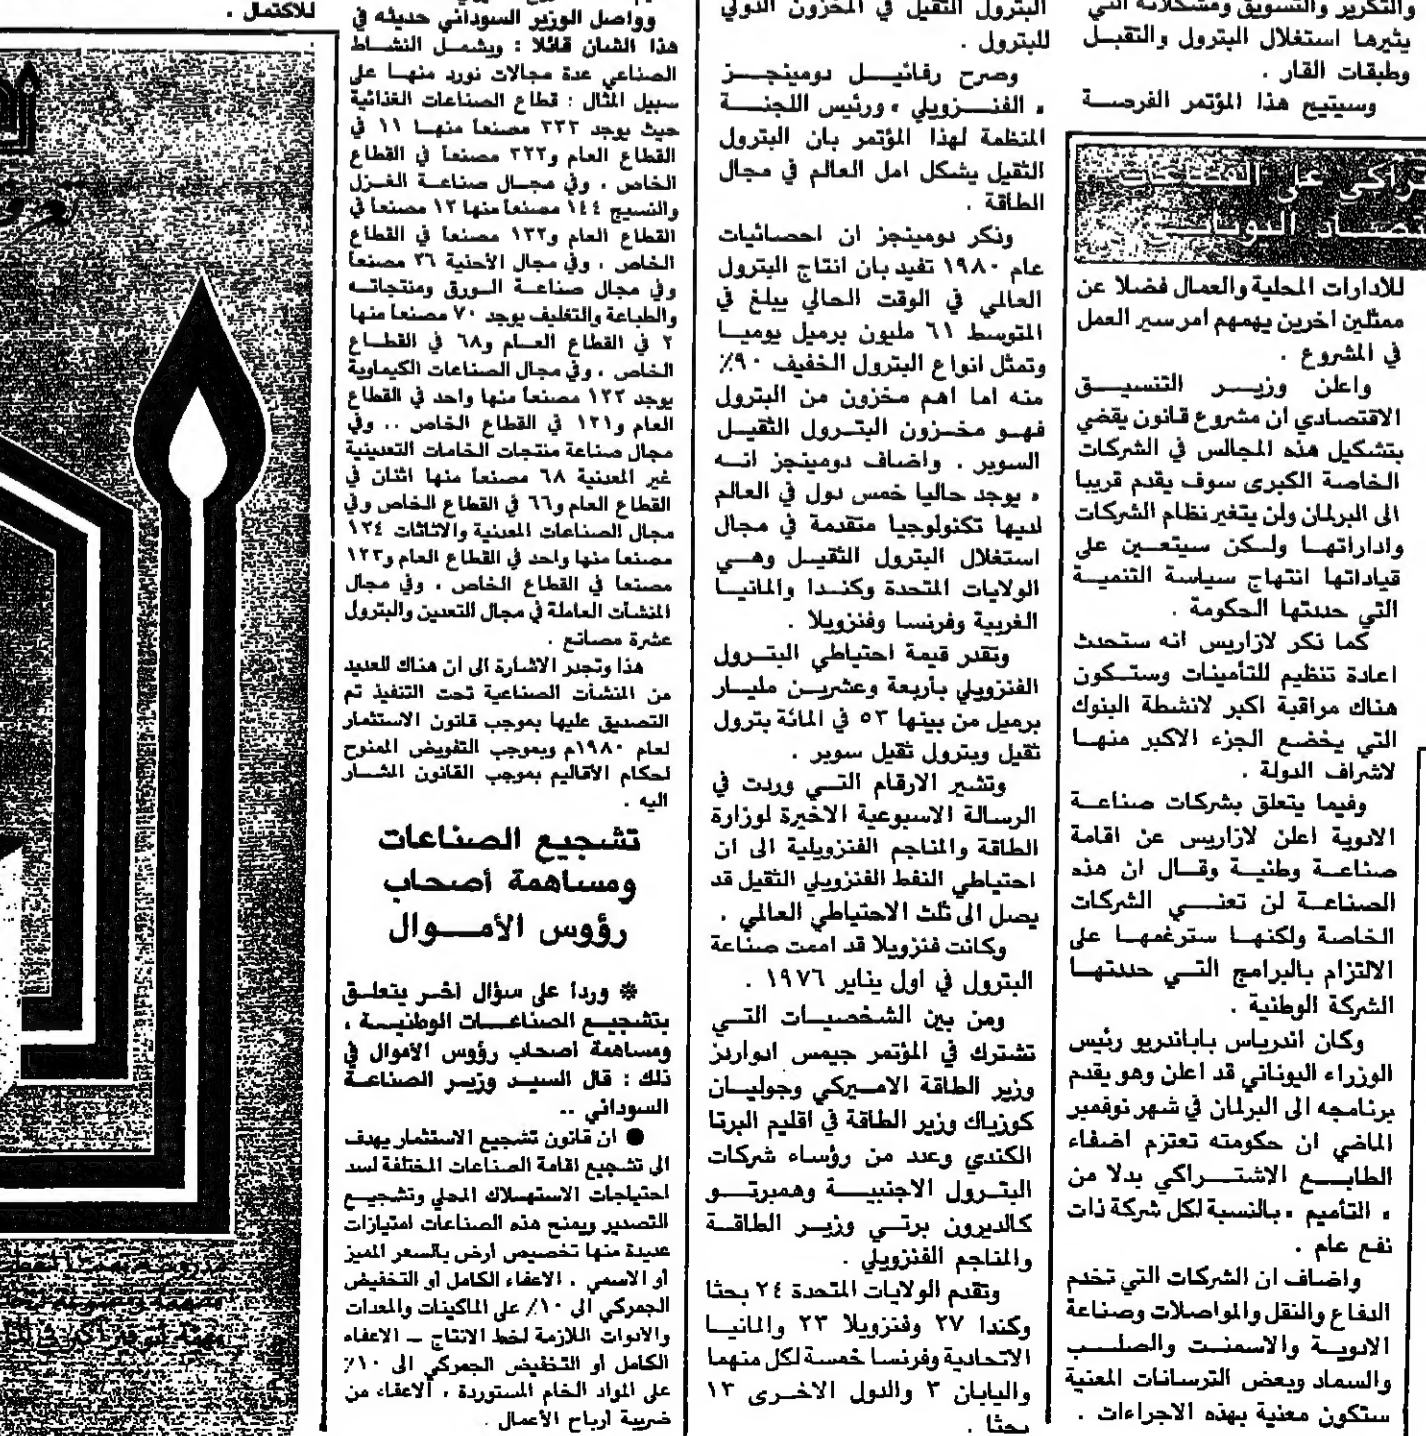 والتكرير والتسويق ومشكلاته التي
يثيرها استغلال البترول والثقيل
وطبقات القار .
وسيتيح هذا المؤتمر الفرصة
للادارات المحلية والعمال فضلا عن
ممثلين اخرين يهمهم امر سير العمل
في المشروع .
واعلن وزير التنسيق
الاقتصادي ان مشروع قانون يقضي
بتشكيل هذه المجالس في الشركات
الخاصة الكبرى سوف يقدم قريبا
الى البرلمان ولن يتغير نظام الشركات
واداراتها ولكن سيتعين على
قياداتها انتهاج سياسة التنمية
التي حددتها الحكومة .
كما ذكر لازاريس انه ستحدث
اعادة تنظيم للتأمينات وستكون
هناك مراقبة اكبر لانشطة البنوك
التي يخضع الجزء الاكبر منها
لاشراف الدولة .
وفيما يتعلق بشركات صناعة
الادوية اعلن لازاريس عن اقامة
صناعة وطنية وقال ان هذه
الصناعة لن تعني الشركات
الخاصة ولكنها سترغمها على
الالتزام بالبرامج التي حددتها
الشركة الوطنية .
وكان اندرياس باباندريو رئيس
الوزراء اليوناني قد اعلن وهو يقدم
برنامجه الى البرلمان في شهر نوفمبر
الماضي ان حكومته تعتزم اضفاء
الطابع الاشتراكي بدلا من
« التأميم » بالنسبة لكل شركة ذات
نفع عام .
واضاف ان الشركات التي تخدم
الدفاع والنقل والمواصلات وصناعة
الادوية والاسمنت والصلب
والسماد وبعض الترسانات المعنية
ستكون معنية بهذه الاجراءات .
البترول الثقيل في المخزون الدولي
للبترول .
وصرح رفائيل دومينجز
« الفنزويلي » ورئيس اللجنة
المنظمة لهذا المؤتمر بان البترول
الثقيل يشكل امل العالم في مجال
الطاقة .
وذكر دومينجز ان احصائيات
عام ١٩٨٠ تفيد بان انتاج البترول
العالمي في الوقت الحالي يبلغ في
المتوسط ٦١ مليون برميل يوميا
وتمثل انواع البترول الخفيف ٩٠٪
منه اما اهم مخزون من البترول
فهو مخزون البترول الثقيل
السوبر . واضاف دومينجز انه
« يوجد حاليا خمس دول في العالم
لديها تكنولوجيا متقدمة في مجال
استغلال البترول الثقيل وهي
الولايات المتحدة وكندا والمانيا
الغربية وفرنسا وفنزويلا .
وتقدر قيمة احتياطي البترول
الفنزويلي بأربعة وعشرين مليار
برميل من بينها ٥٣ في المائة بترول
ثقيل وبترول ثقيل سوبر .
وتشير الارقام التي وردت في
الرسالة الاسبوعية الاخيرة لوزارة
الطاقة والمناجم الفنزويلية الى ان
احتياطي النفط الفنزويلي الثقيل قد
يصل الى ثلث الاحتياطي العالمي .
وكانت فنزويلا قد اممت صناعة
البترول في اول يناير ١٩٧٦ .
ومن بين الشخصيات التي
تشترك في المؤتمر جيمس ادواردز
وزير الطاقة الاميركي وجوليان
كوزياك وزير الطاقة في اقليم البرتا
الكندي وعدد من رؤساء شركات
البترول الاجنبية وهمبرتو
كالديرون برتي وزير الطاقة
والمناجم الفنزويلي .
وتقدم الولايات المتحدة ٢٤ بحثا
وكندا ٢٧ وفنزويلا ٢٣ والمانيا
الاتحادية وفرنسا خمسة لكل منهما
واليابان ٣ والدول الاخرى ١٣
بحثا .
وواصل الوزير السوداني حديثه في
هذا الشأن قائلا : ويشمل النشاط
الصناعي عدة مجالات نورد منها على
سبيل المثال : قطاع الصناعات الغذائية
حيث يوجد ٣٣٣ مصنعاً منها ١١ في
القطاع العام و٣٢٢ مصنعاً في القطاع
الخاص ، وفي مجال صناعة الغزل
والنسيج ١٤٤ مصنعاً منها ١٢ مصنعاً في
القطاع العام و١٣٢ مصنعاً في القطاع
الخاص . وفي مجال الأحذية ٢٦ مصنعاً
وفي مجال صناعة الورق ومنتجاته
والطباعة والتغليف يوجد ٧٠ مصنعاً منها
٢ في القطاع العام و٦٨ في القطاع
الخاص . وفي مجال الصناعات الكيماوية
يوجد ١٢٢ مصنعاً منها واحد في القطاع
العام و١٢١ في القطاع الخاص .. وفي
مجال صناعة منتجات الخامات التعدينية
غير المعدنية ٦٨ مصنعاً منها اثنان في
القطاع العام و٦٦ في القطاع الخاص وفي
مجال الصناعات المعدنية والاثاثات ١٢٤
مصنعاً منها واحد في القطاع العام و١٢٣
مصنعا في القطاع الخاص ، وفي مجال
المنشآت العاملة في مجال التعدين والبترول
عشرة مصانع .
هذا وتجدر الاشارة الى ان هناك للعديد
من المنشآت الصناعية تحت التنفيذ تم
التصديق عليها بموجب قانون الاستثمار
لعام ١٩٨٠م وبموجب التفويض الممنوح
لحكام الأقاليم بموجب القانون المشار
اليه .
تشجيع الصناعات
ومساهمة أصحاب
رؤوس الأموال
❊ ورداً على سؤال آخر يتعلق
بتشجيع الصناعات الوطنية ،
ومساهمة أصحاب رؤوس الأموال في
ذلك : قال السيد وزير الصناعة
السوداني ..
● ان قانون تشجيع الاستثمار يهدف
الى تشجيع اقامة الصناعات المختلفة لسد
احتياجات الاستهلاك المحلي وتشجيع
التصدير ويمنح هذه الصناعات امتيازات
عديدة منها تخصيص أرض بالسعر المميز
أو الاسمي . الاعفاء الكامل أو التخفيض
الجمركي الى ١٠٪ على الماكينات والمعدات
والادوات اللازمة لخط الانتاج – الاعفاء
الكامل أو التخفيض الجمركي الى ١٠٪
على المواد الخام المستوردة ، الاعفاء من
ضريبة أرباح الأعمال .
للاكتمال .